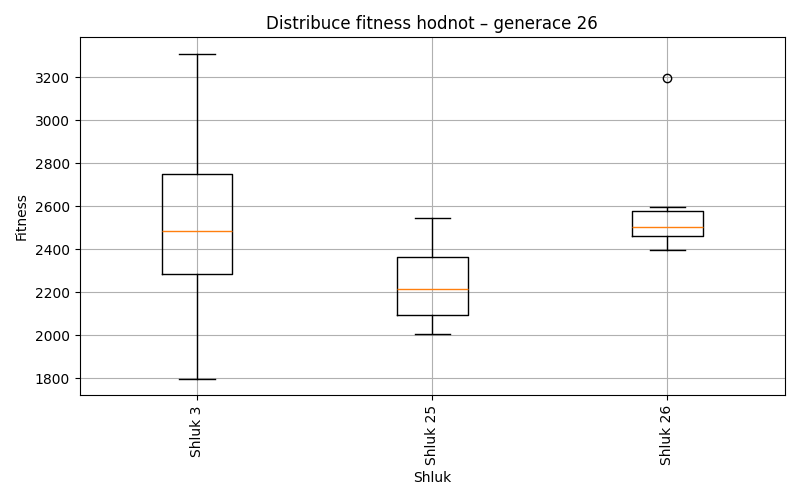 Distribuce fitness hodnot – generace 26
Fitness
3200
3000
2800
2600
2400
2200
2000
1800
Shluk 3
Shluk 25
Shluk 26
Shluk